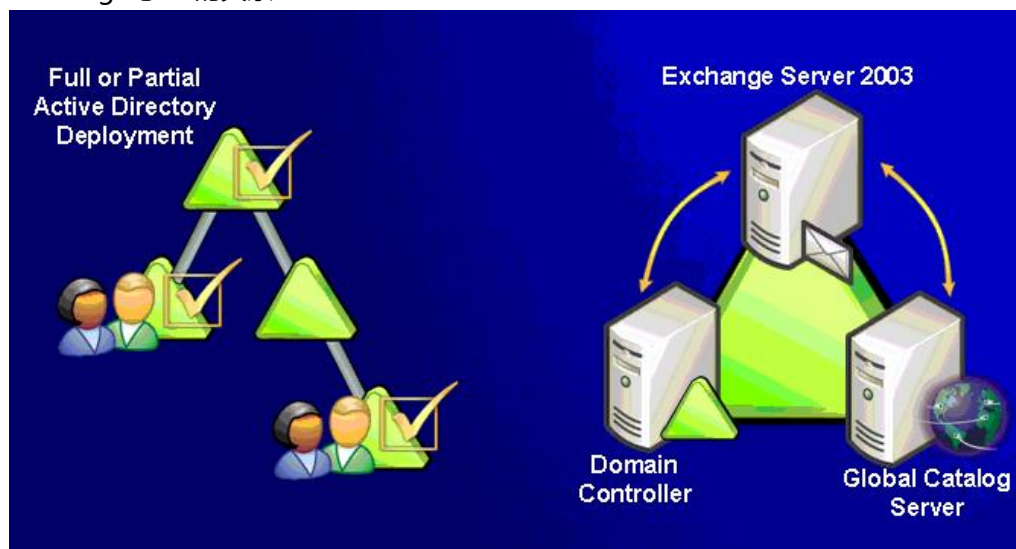 Full or Partial
Active Directory
Deployment
Exchange Server 2003
Domain
Controller
Global Catalog
Server